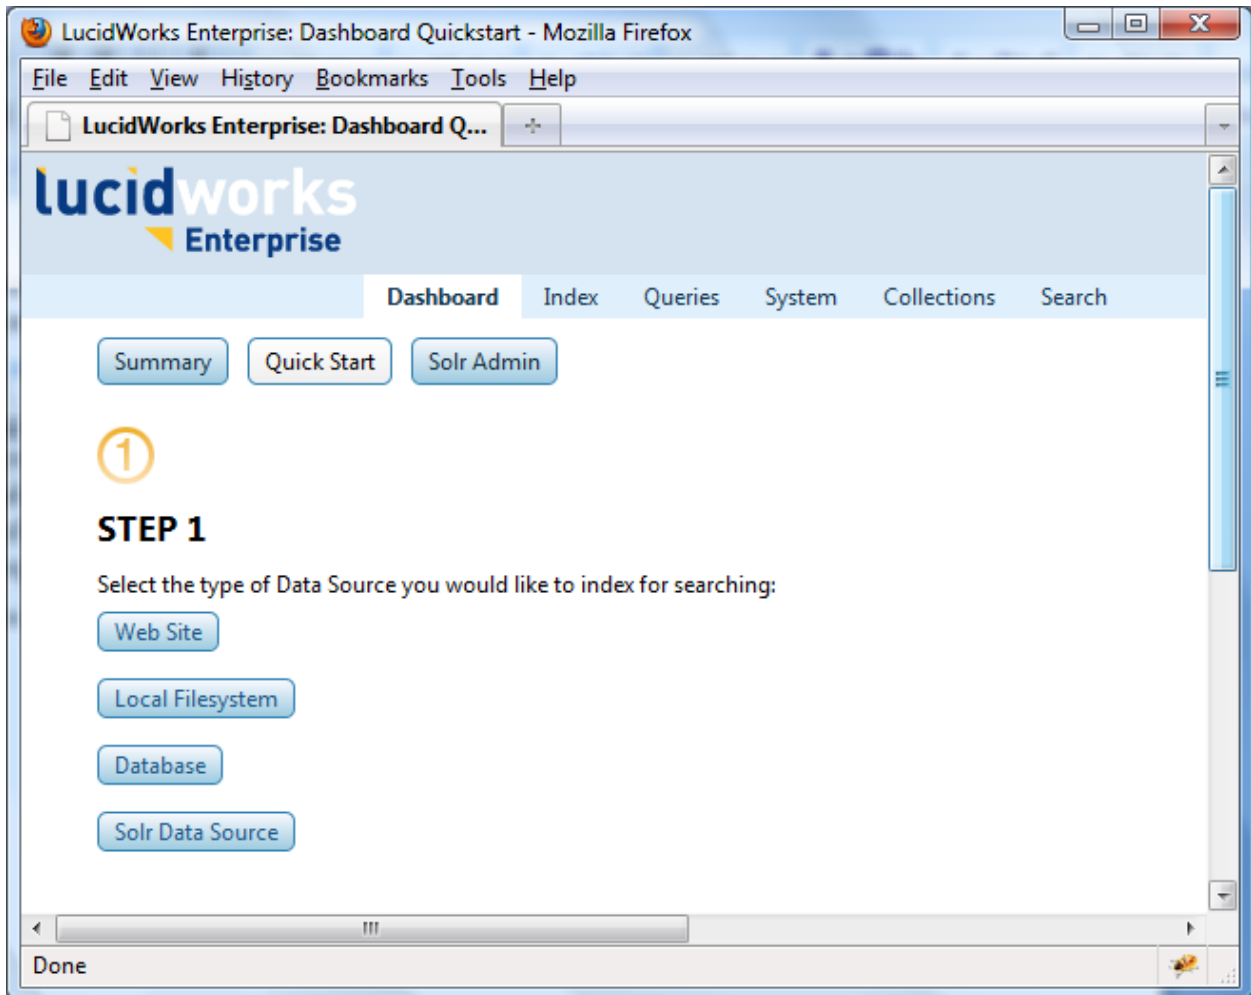 LucidWorks Enterprise: Dashboard Quickstart - Mozilla Firefox
File Edit View History Bookmarks Tools Help
LucidWorks Enterprise: Dashboard Q...
lucidworks
Enterprise
Dashboard Index Queries System Collections Search
Summary Quick Start Solr Admin
1
STEP 1
Select the type of Data Source you would like to index for searching:
Web Site
Local Filesystem
Database
Solr Data Source
Done